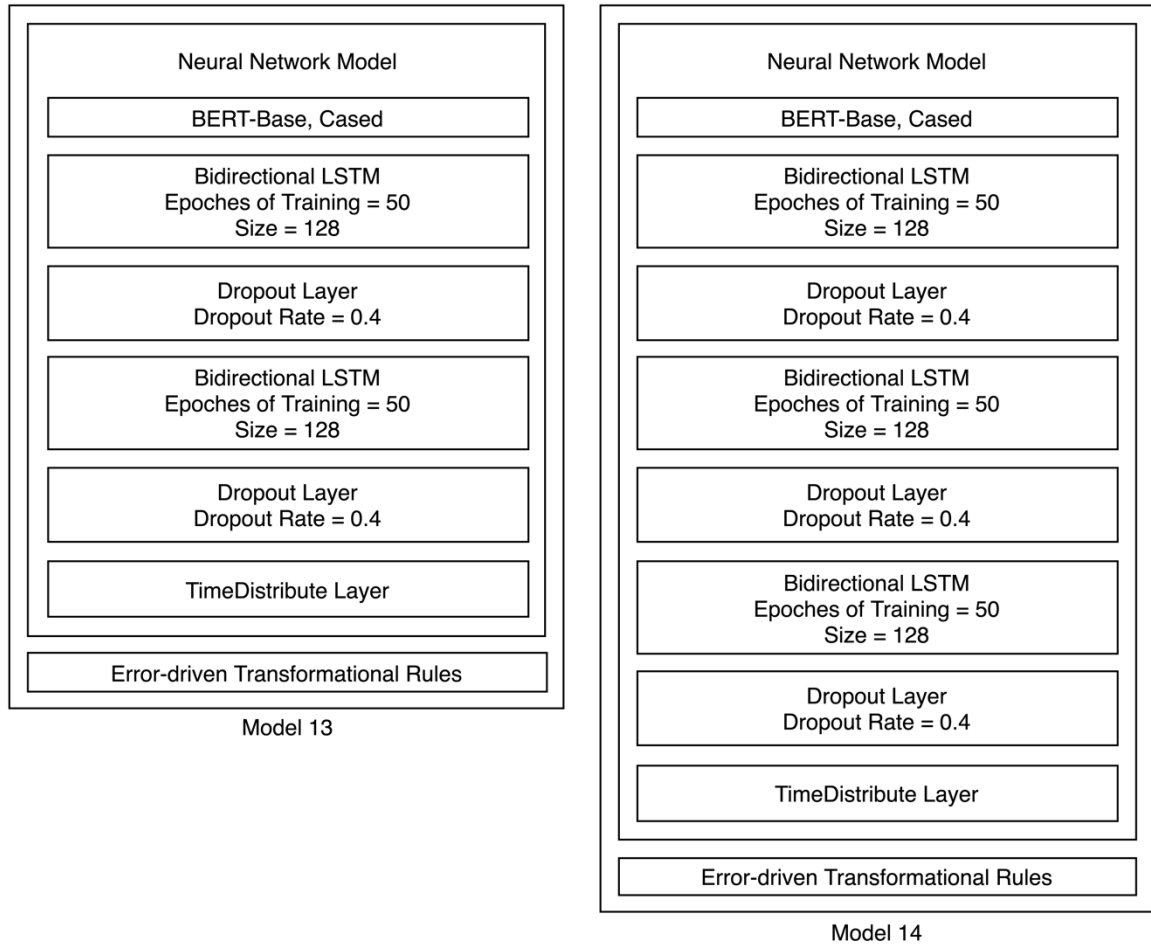 Neural Network Model
BERT-Base, Cased
Bidirectional LSTM
Epoches of Training = 50
Size = 128
Dropout Layer
Dropout Rate = 0.4
Bidirectional LSTM
Epoches of Training = 50
Size = 128
Dropout Layer
Dropout Rate = 0.4
TimeDistribute Layer
Error-driven Transformational Rules
Model 13
Neural Network Model
BERT-Base, Cased
Bidirectional LSTM
Epoches of Training = 50
Size = 128
Dropout Layer
Dropout Rate = 0.4
Bidirectional LSTM
Epoches of Training = 50
Size = 128
Dropout Layer
Dropout Rate = 0.4
Bidirectional LSTM
Epoches of Training = 50
Size = 128
Dropout Layer
Dropout Rate = 0.4
TimeDistribute Layer
Error-driven Transformational Rules
Model 14